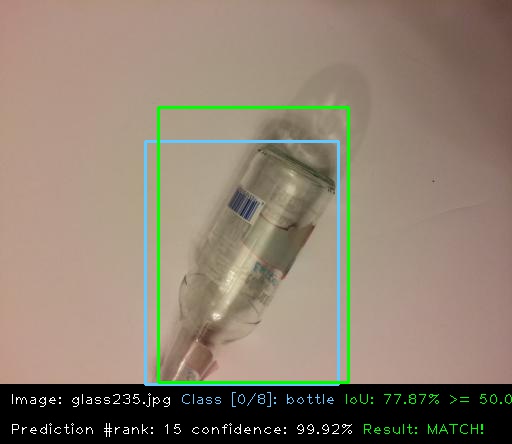 Image: glass235.jpg Class [0/8]: bottle IoU: 77.87% >= 50.0
Prediction #rank: 15 confidence: 99.92% Result: MATCH!